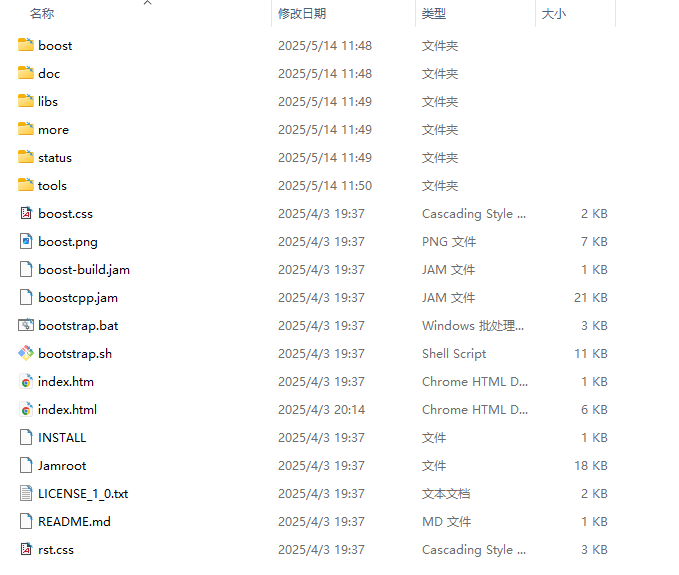 名称 修改日期 类型 大小
boost 2025/5/14 11:48 文件夹
doc 2025/5/14 11:48 文件夹
libs 2025/5/14 11:49 文件夹
more 2025/5/14 11:49 文件夹
status 2025/5/14 11:49 文件夹
tools 2025/5/14 11:50 文件夹
boost.css 2025/4/3 19:37 Cascading Style ... 2 KB
boost.png 2025/4/3 19:37 PNG 文件 7 KB
boost-build.jam 2025/4/3 19:37 JAM 文件 1 KB
boostcpp.jam 2025/4/3 19:37 JAM 文件 21 KB
bootstrap.bat 2025/4/3 19:37 Windows 批处理... 3 KB
bootstrap.sh 2025/4/3 19:37 Shell Script 11 KB
index.htm 2025/4/3 19:37 Chrome HTML D... 1 KB
index.html 2025/4/3 20:14 Chrome HTML D... 6 KB
INSTALL 2025/4/3 19:37 文件 1 KB
Jamroot 2025/4/3 19:37 文件 18 KB
LICENSE_1_0.txt 2025/4/3 19:37 文本文档 2 KB
README.md 2025/4/3 19:37 MD 文件 1 KB
rst.css 2025/4/3 19:37 Cascading Style ... 3 KB